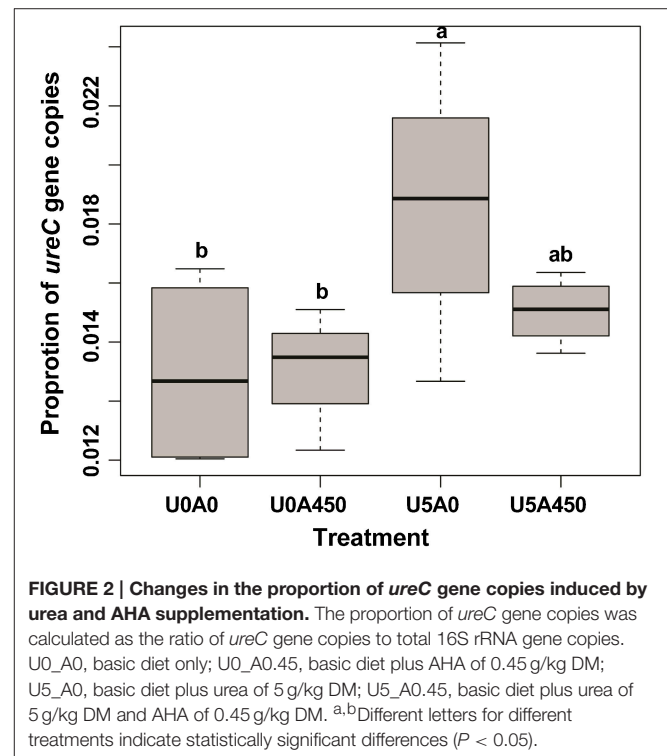 a
b
b
ab
0.022
0.018
0.014
0.012
Proprotion of ureC gene copies
U0A0 U0A450 U5A0 U5A450
Treatment
FIGURE 2 | Changes in the proportion of ureC gene copies induced by
urea and AHA supplementation. The proportion of ureC gene copies was
calculated as the ratio of ureC gene copies to total 16S rRNA gene copies.
U0_A0, basic diet only; U0_A0.45, basic diet plus AHA of 0.45 g/kg DM;
U5_A0, basic diet plus urea of 5 g/kg DM; U5_A0.45, basic diet plus urea of
5 g/kg DM and AHA of 0.45 g/kg DM. a,bDifferent letters for different
treatments indicate statistically significant differences (P < 0.05).